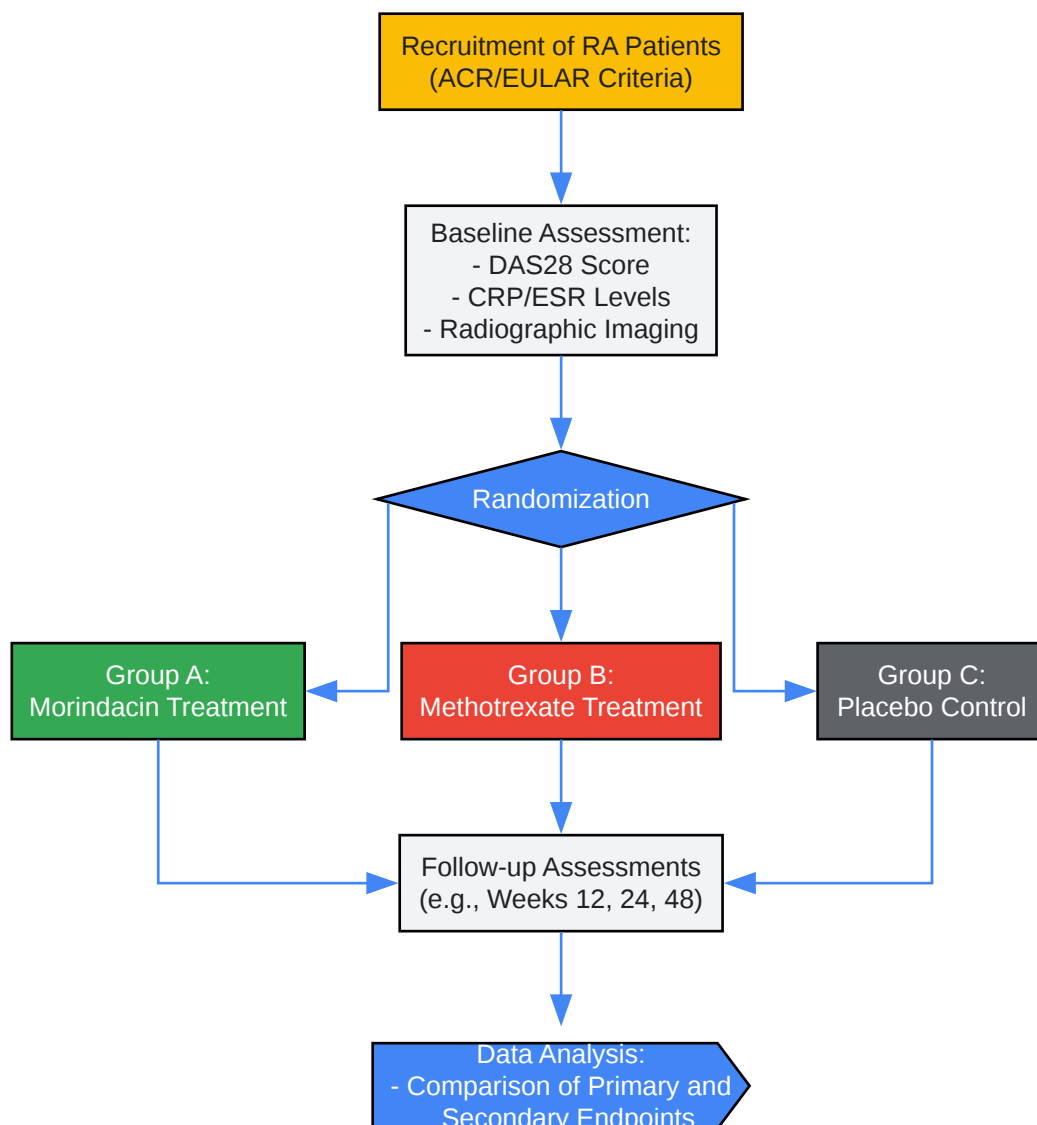 Recruitment of RA Patients
(ACR/EULAR Criteria)
Baseline Assessment:
- DAS28 Score
- CRP/ESR Levels
- Radiographic Imaging
Randomization
Group A:
Morindacin Treatment
Group B:
Methotrexate Treatment
Group C:
Placebo Control
Follow-up Assessments
(e.g., Weeks 12, 24, 48)
Data Analysis:
- Comparison of Primary and
Secondary Endpoints